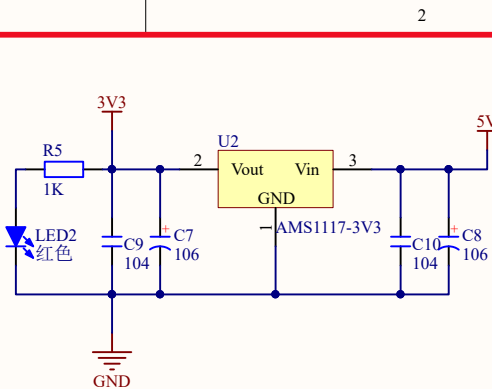 2
3V3
5V
R5
1K
U2
2
Vout
Vin
3
GND
1
AMS1117-3V3
LED2
红色
C9
104
C7
106
C10
104
C8
106
GND